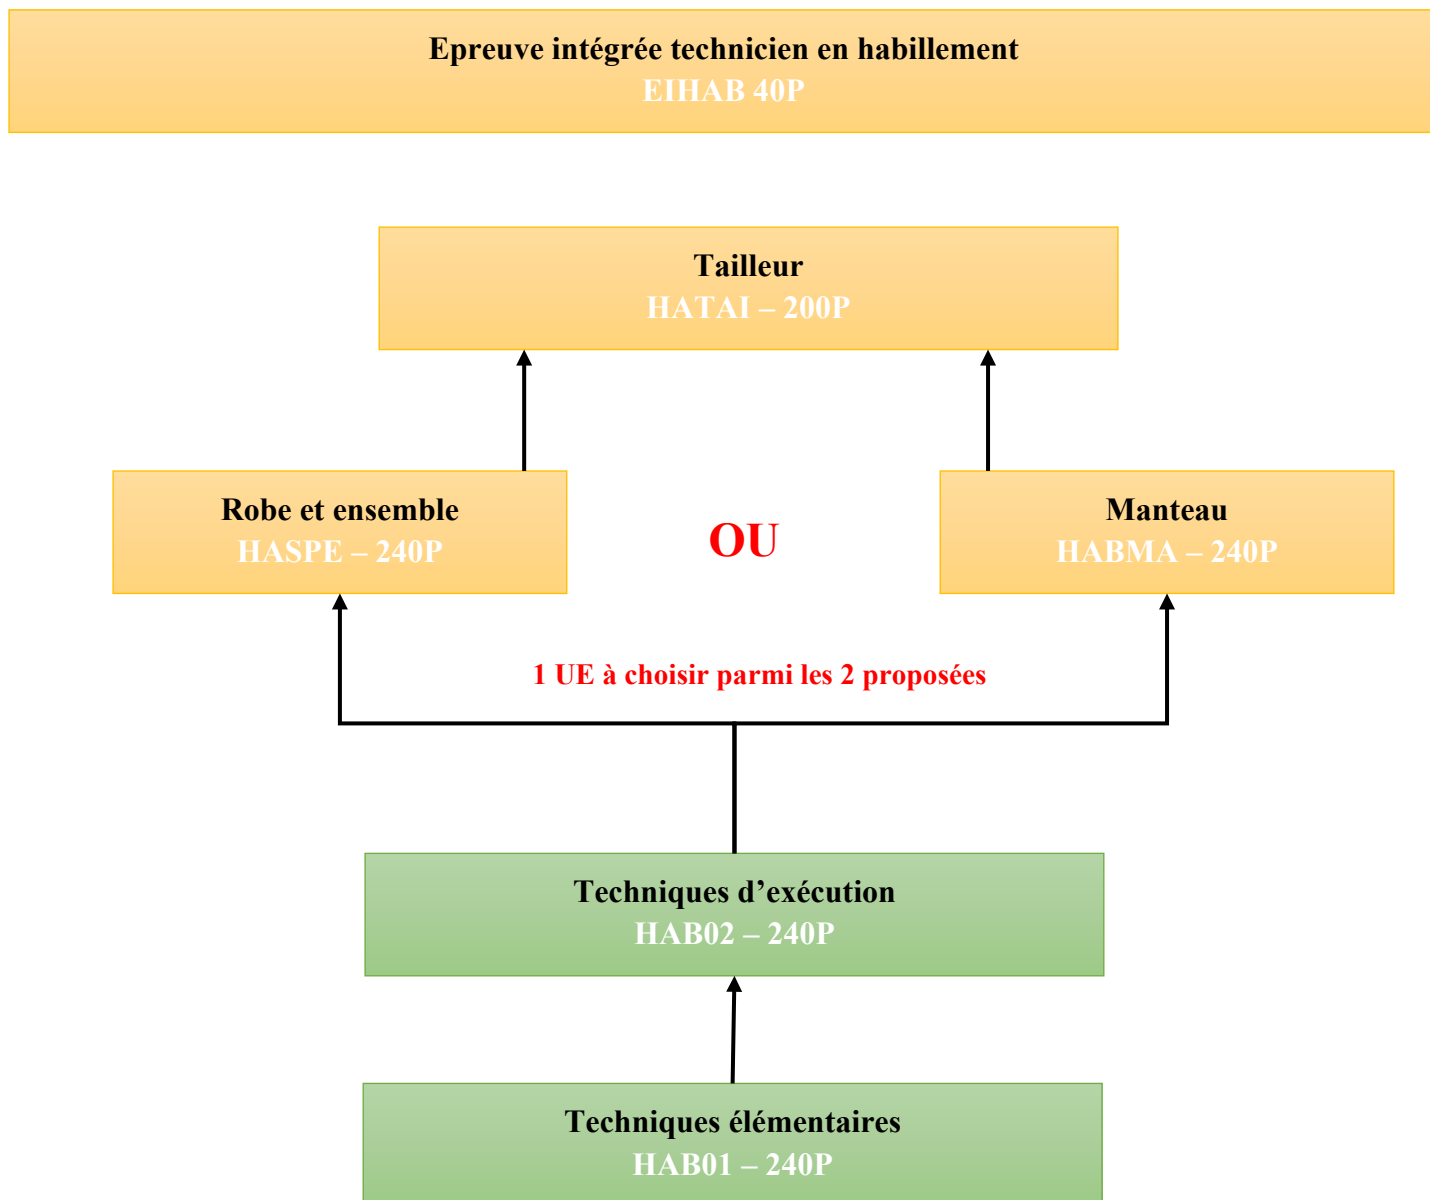 Epreuve intégrée technicien en habillement
EIHAB 40P
Tailleur
HATAI – 200P
Robe et ensemble
HASPE – 240P
OU
Manteau
HABMA – 240P
1 UE à choisir parmi les 2 proposées
Techniques d’exécution
HAB02 – 240P
Techniques élémentaires
HAB01 – 240P